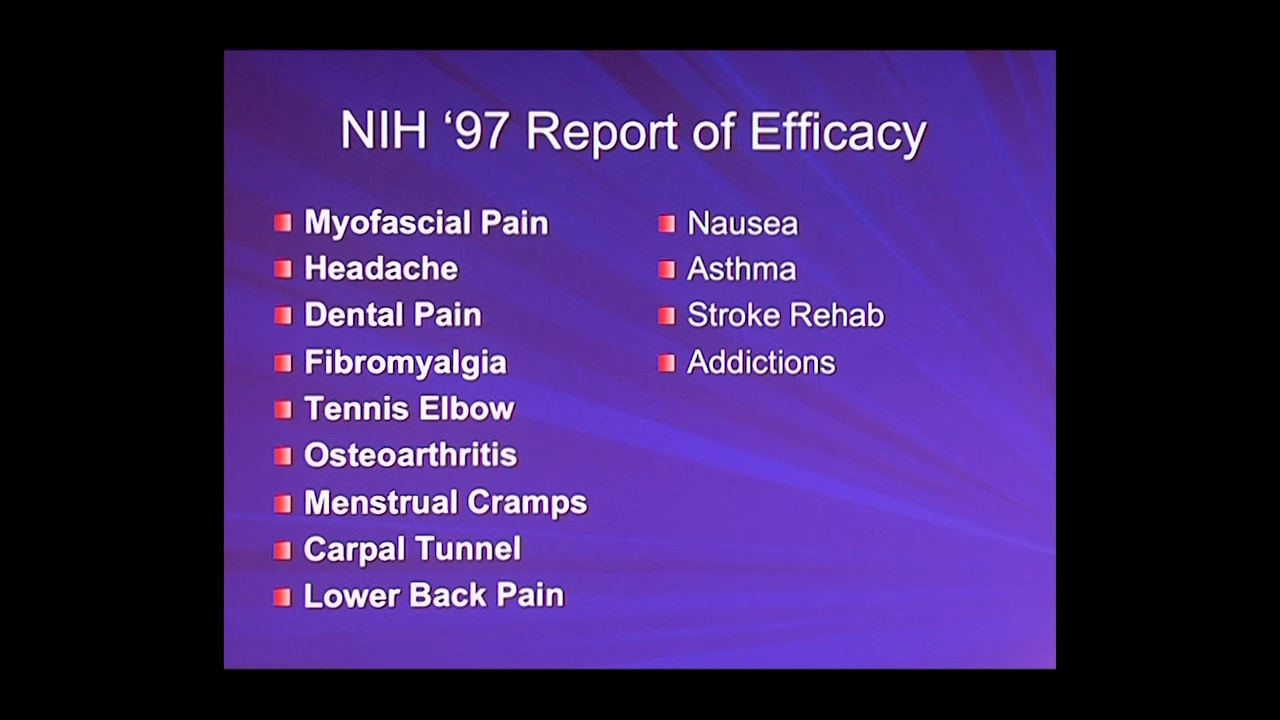 NIH ‘97 Report of Efficacy
Myofascial Pain
Headache
Dental Pain
Fibromyalgia
Tennis Elbow
Osteoarthritis
Menstrual Cramps
Carpal Tunnel
Lower Back Pain
Nausea
Asthma
Stroke Rehab
Addictions